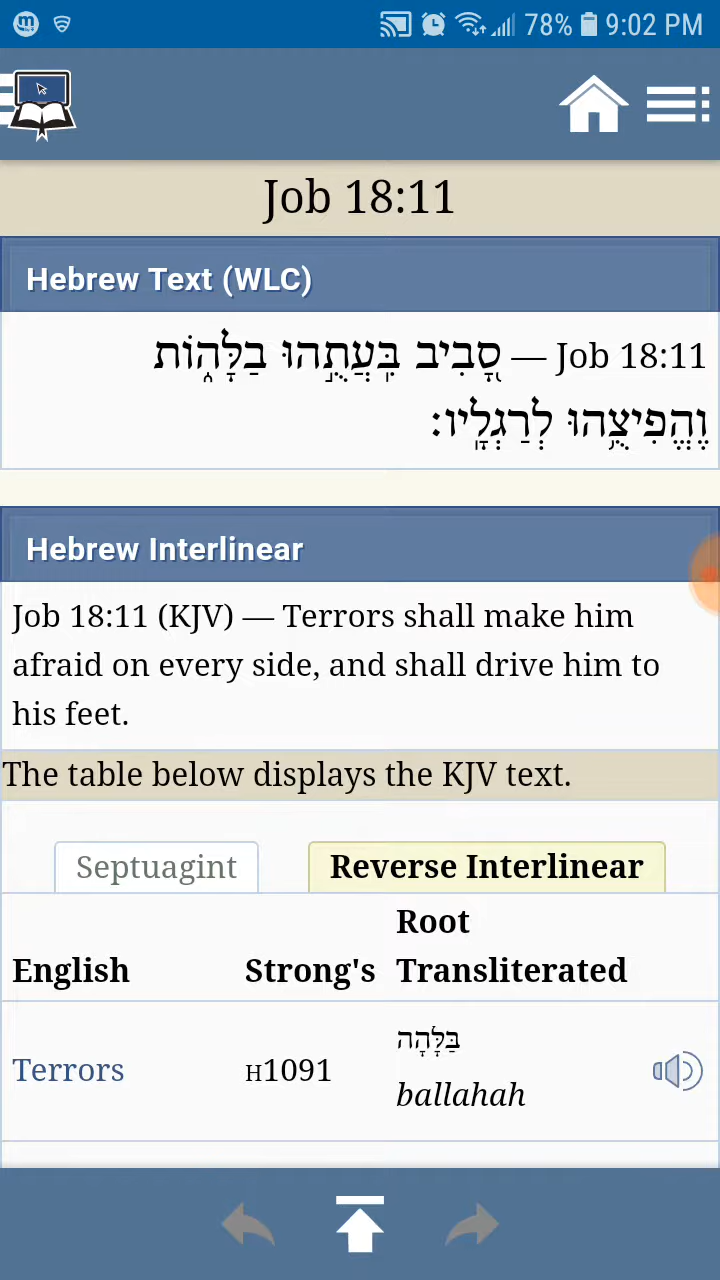 78% 9:02 PM
Job 18:11
Hebrew Text (WLC)
Job 18:11 — סָ֭בִיב בִּֽעֲתֻ֣הוּ בַלָּה֑וֹת
וֶהֱפִיצֻ֥הוּ לְרַגְלָֽיו׃
Hebrew Interlinear
Job 18:11 (KJV) — Terrors shall make him
afraid on every side, and shall drive him to
his feet.
The table below displays the KJV text.
Septuagint Reverse Interlinear
Root
English Strong's Transliterated
בַּלָּהָה
Terrors H1091
ballahah